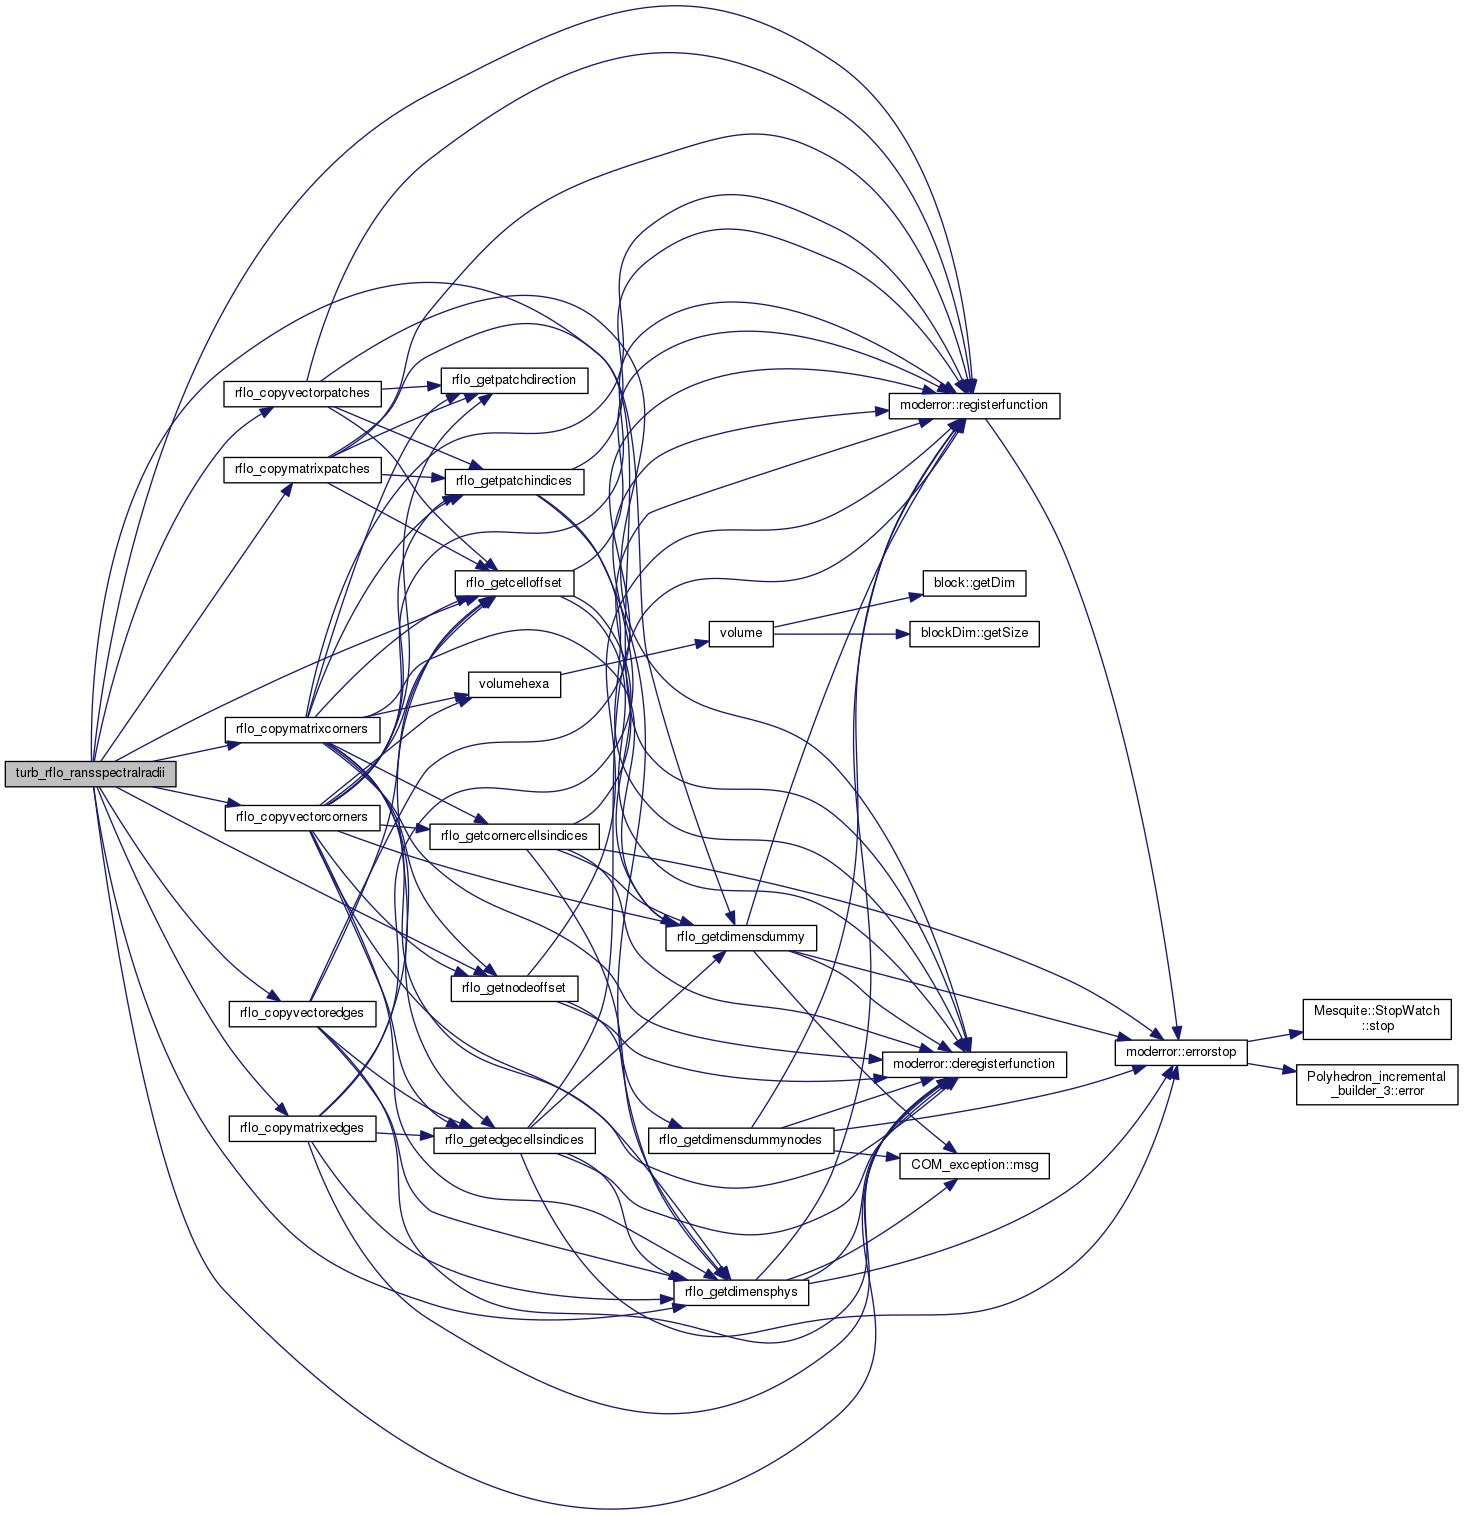 turb_rflo_ransspectralradii
rflo_copyvectorpatches
rflo_copymatrixpatches
rflo_copymatrixcorners
rflo_copyvectorcorners
rflo_copyvectoredges
rflo_copymatrixedges
rflo_getpatchdirection
rflo_getpatchindices
rflo_getcelloffset
volumehexa
rflo_getcornercellsindices
rflo_getnodeoffset
rflo_getedgecellsindices
volume
rflo_getdimensdummy
rflo_getdimensdummynodes
rflo_getdimensphys
moderror::registerfunction
block::getDim
blockDim::getSize
moderror::deregisterfunction
COM_exception::msg
moderror::errorstop
Mesquite::StopWatch
::stop
Polyhedron_incremental
_builder_3::error